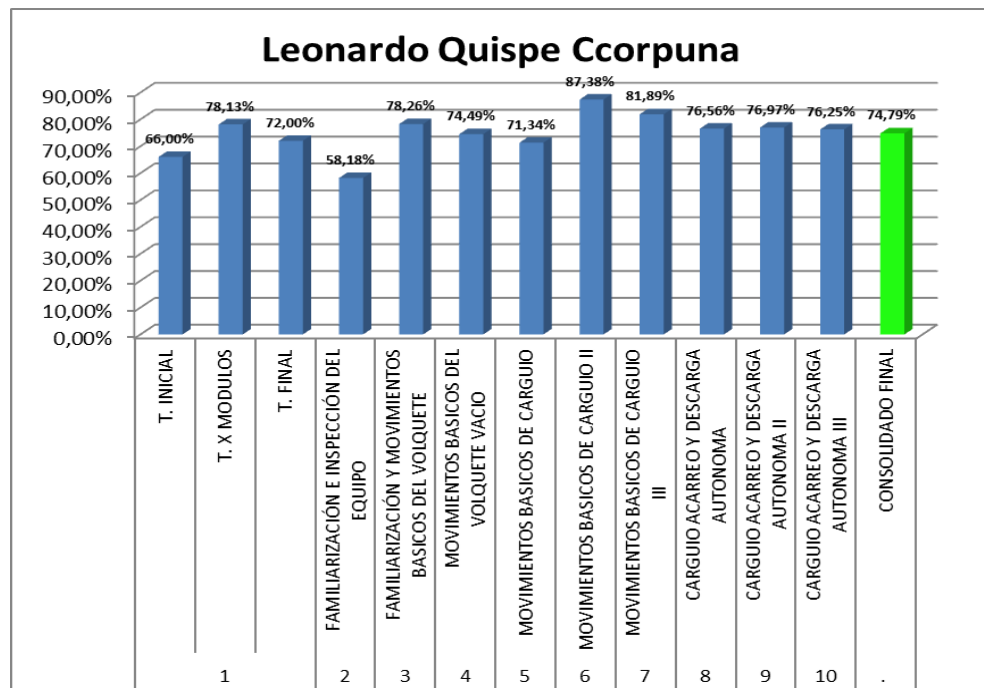 Leonardo Quispe Ccorpuna
90,00%
80,00%
70,00%
60,00%
50,00%
40,00%
30,00%
20,00%
10,00%
0,00%
66,00%
78,13%
72,00%
58,18%
78,26%
74,49%
71,34%
87,38%
81,89%
76,56%
76,97%
76,25%
74,79%
T. INICIAL
T. X MODULOS
T. FINAL
FAMILIARIZACIÓN E INSPECCIÓN DEL
EQUIPO
FAMILIARIZACIÓN Y MOVIMIENTOS
BASICOS DEL VOLQUETE
MOVIMIENTOS BASICOS DEL
VOLQUETE VACIO
MOVIMIENTOS BASICOS DE CARGUIO
MOVIMIENTOS BASICOS DE CARGUIO II
MOVIMIENTOS BASICOS DE CARGUIO
III
CARGUIO ACARREO Y DESCARGA
AUTONOMA
CARGUIO ACARREO Y DESCARGA
AUTONOMA II
CARGUIO ACARREO Y DESCARGA
AUTONOMA III
CONSOLIDADO FINAL
1
2
3
4
5
6
7
8
9
10
.